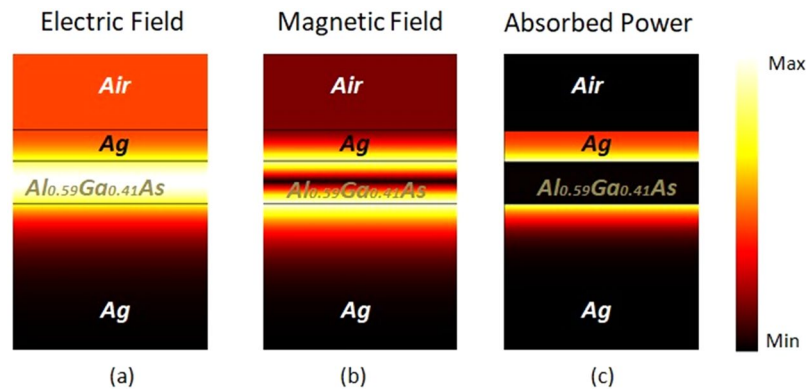 Electric Field Magnetic Field Absorbed Power
Air Air Air Max
Ag Ag Ag
Al0.59Ga0.41As Al0.59Ga0.41As Al0.59Ga0.41As
Ag Ag Ag Min
(a) (b) (c)